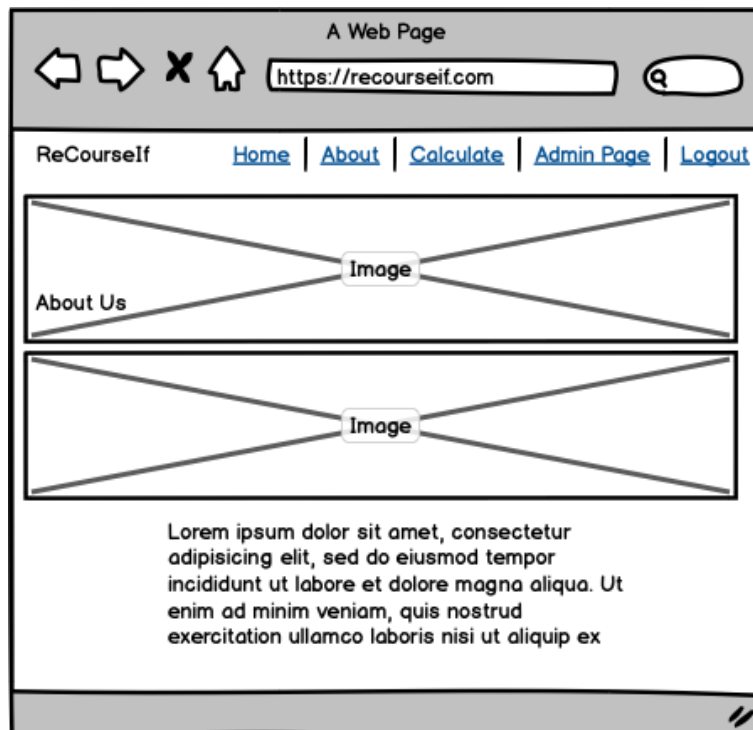 A Web Page
https://recourseif.com
ReCourseIf Home About Calculate Admin Page Logout
Image
About Us
Image
Lorem ipsum dolor sit amet, consectetur
adipisicing elit, sed do eiusmod tempor
incididunt ut labore et dolore magna aliqua. Ut
enim ad minim veniam, quis nostrud
exercitation ullamco laboris nisi ut aliquip ex